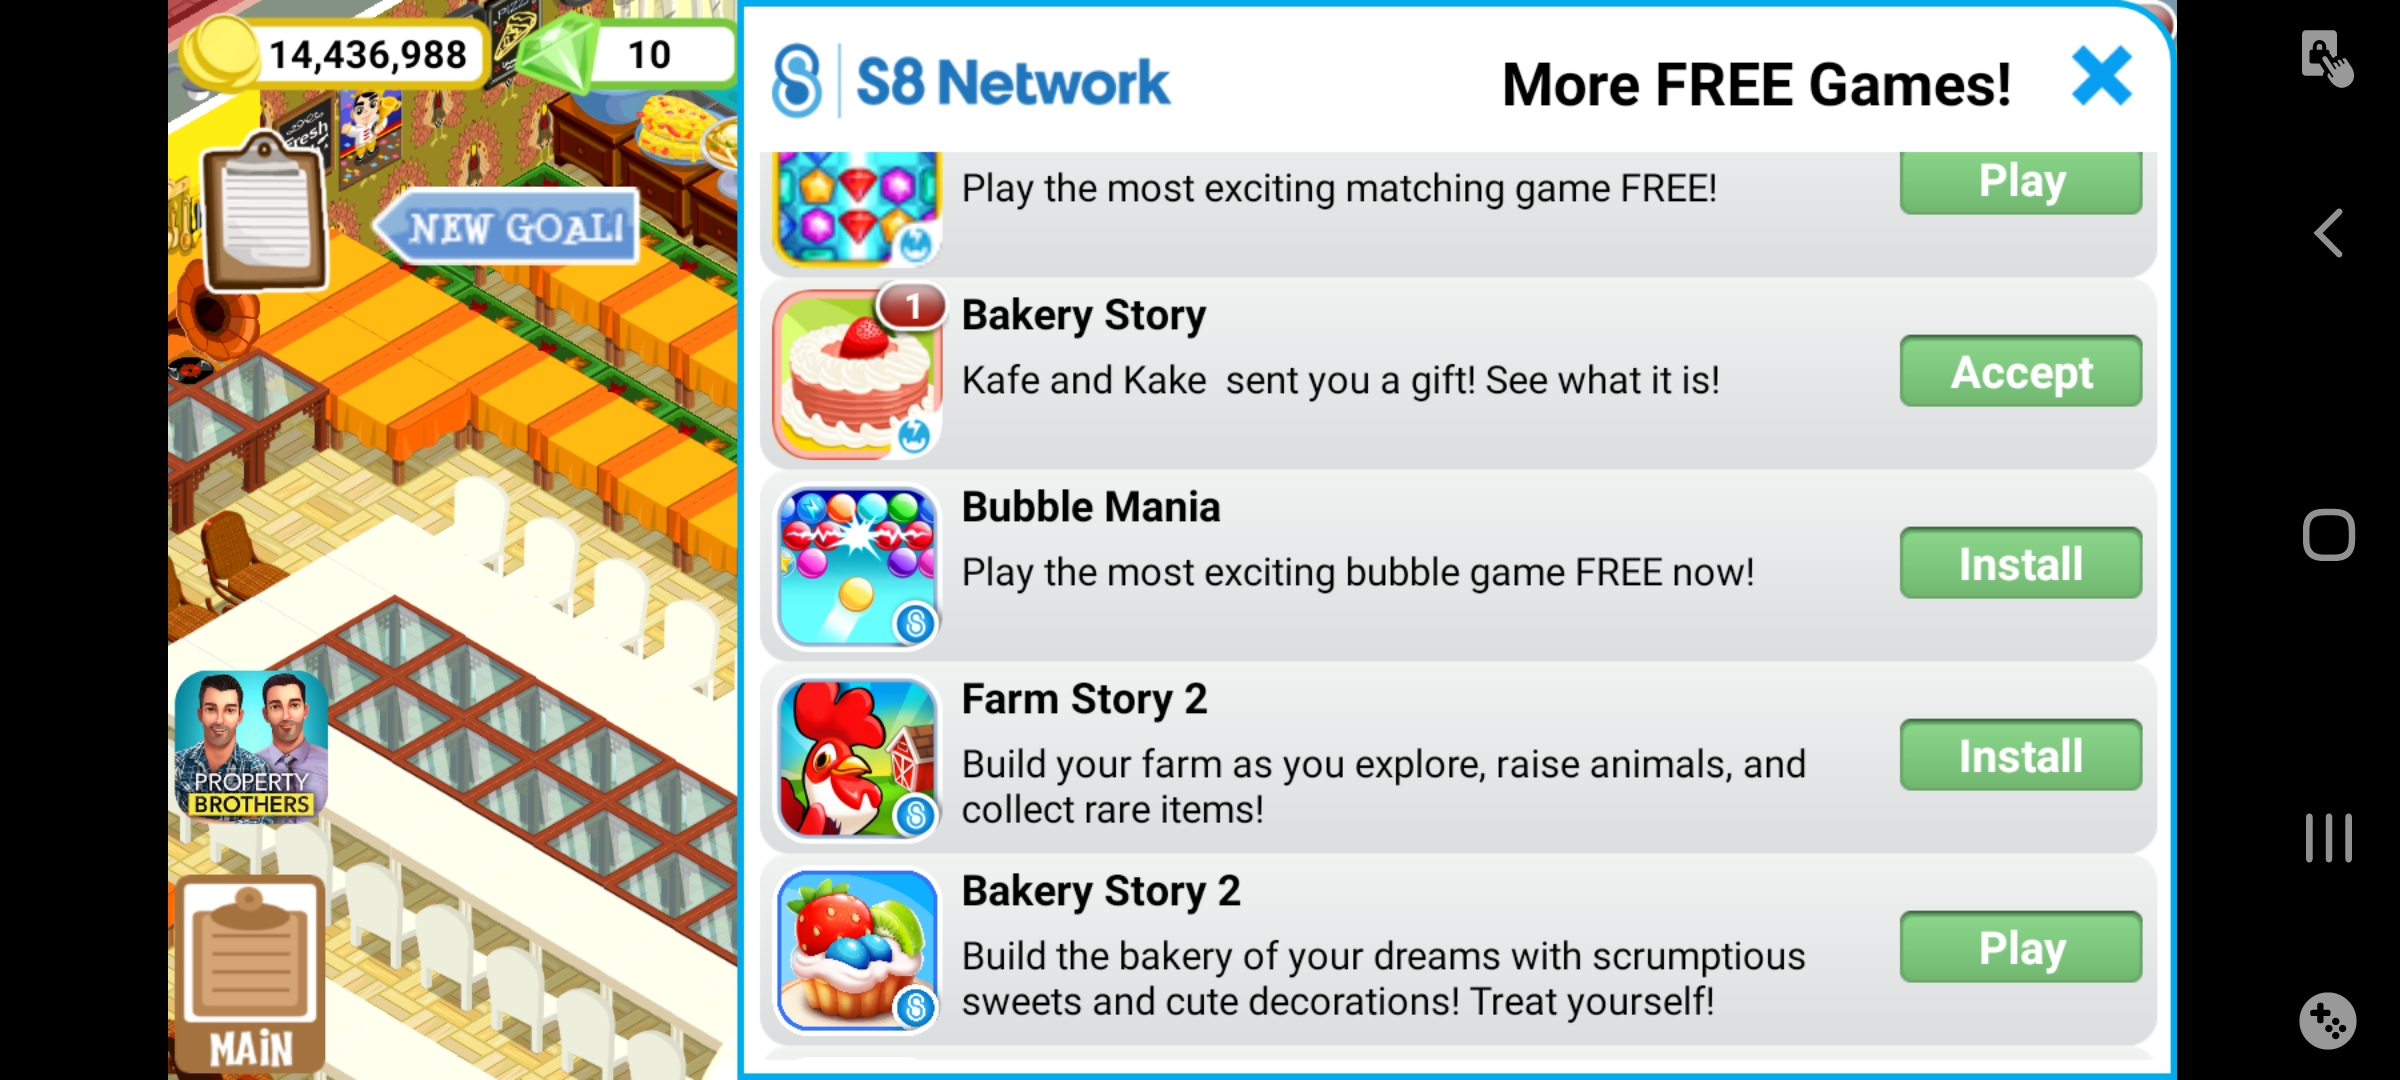 14,436,988
10
PIZZ
Fresh
NEW GOAL!
PROPERTY
BROTHERS
MAIN
S8 Network
More FREE Games!
Play the most exciting matching game FREE!
Play
1
Bakery Story
Kafe and Kake  sent you a gift! See what it is!
Accept
Bubble Mania
Play the most exciting bubble game FREE now!
Install
Farm Story 2
Build your farm as you explore, raise animals, and
collect rare items!
Install
Bakery Story 2
Build the bakery of your dreams with scrumptious
sweets and cute decorations! Treat yourself!
Play